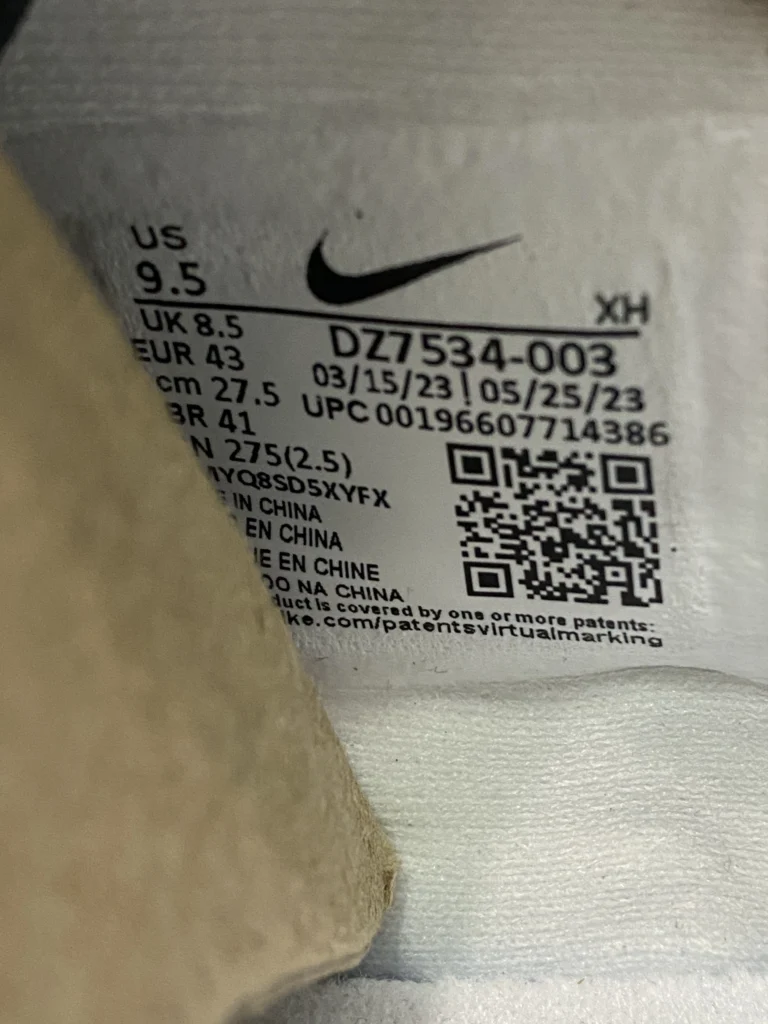 US
9.5
XH
UK 8.5
EUR 43
cm 27.5
BR 41
N 275(2.5)
DZ7534-003
03/15/23 | 05/25/23
UPC 00196607714386
YQ8SD5XYFX
IN CHINA
EN CHINA
EN CHINE
NA CHINA
duct is covered by one or more patents:
ke.com/patentsvirtualmarking